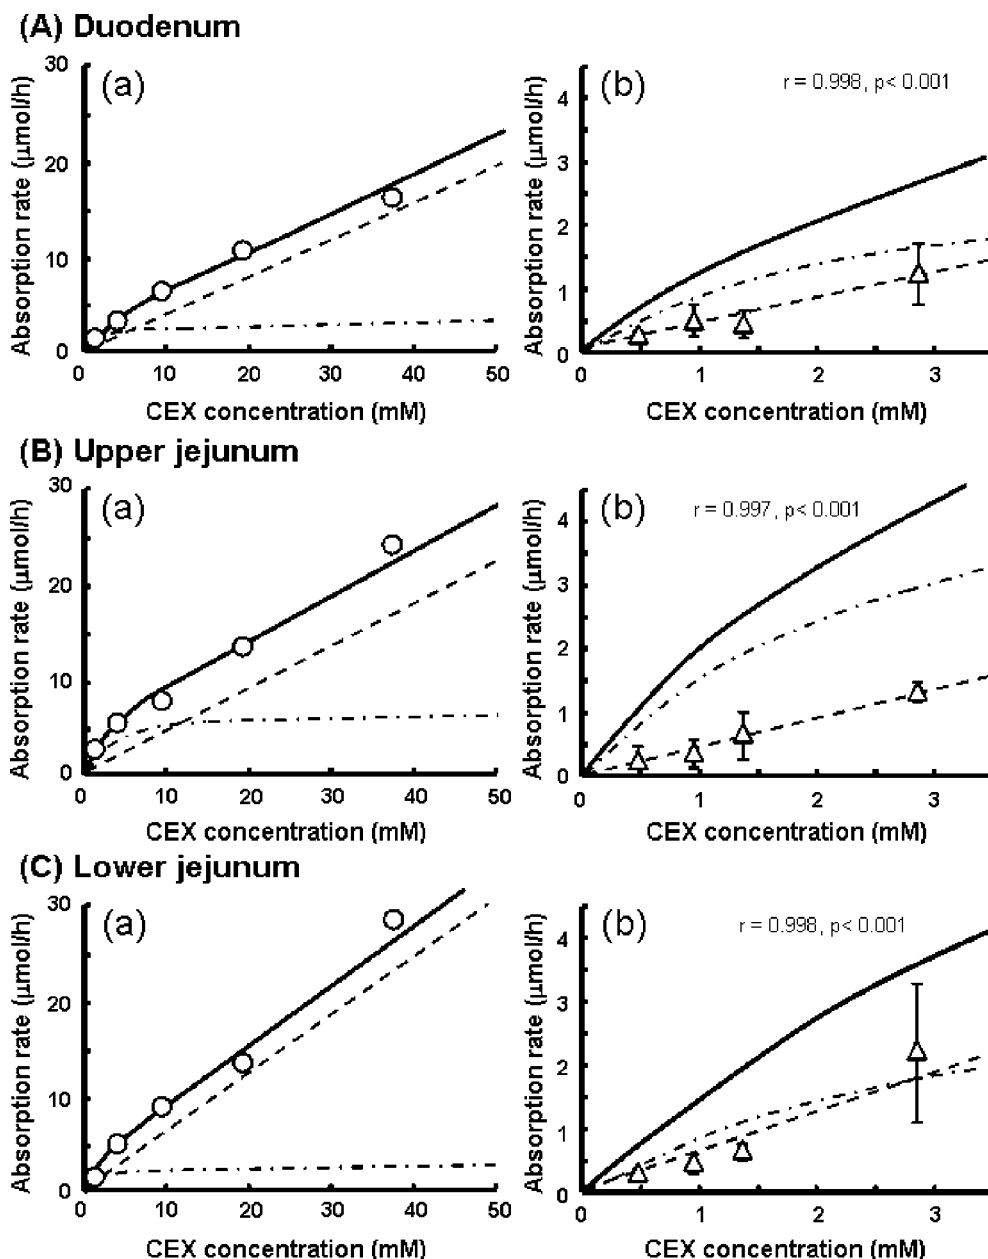 (A) Duodenum
(a)
Absorption rate (μmol/h)
30
20
10
0
0 10 20 30 40 50
CEX concentration (mM)
(b)
r = 0.998, p< 0.001
Absorption rate (μmol/h)
4
3
2
1
0
0 1 2 3
CEX concentration (mM)
(B) Upper jejunum
(a)
Absorption rate (μmol/h)
30
20
10
0
0 10 20 30 40 50
CEX concentration (mM)
(b)
r = 0.997, p< 0.001
Absorption rate (μmol/h)
4
3
2
1
0
0 1 2 3
CEX concentration (mM)
(C) Lower jejunum
(a)
Absorption rate (μmol/h)
30
20
10
0
0 10 20 30 40 50
CEX concentration (mM)
(b)
r = 0.998, p< 0.001
Absorption rate (μmol/h)
4
3
2
1
0
0 1 2 3
CEX concentration (mM)